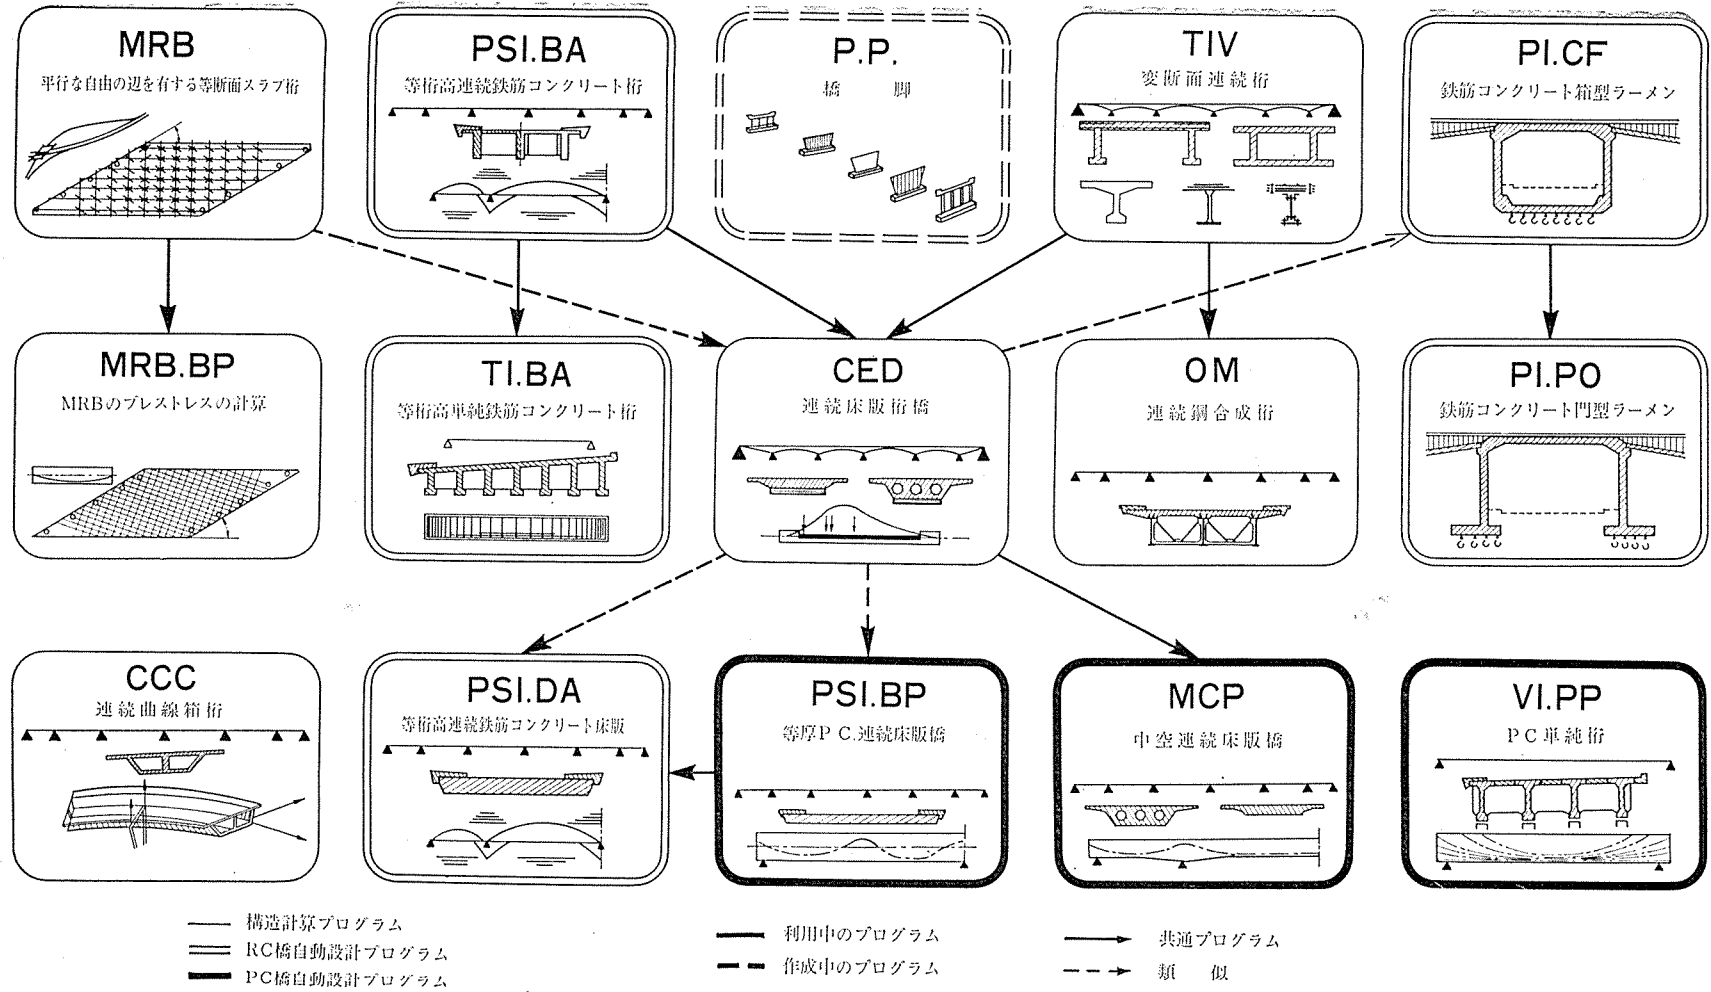 MRB
平行な自由の辺を有する等断面スラブ桁
PSI.BA
等桁高連続鉄筋コンクリート桁
P.P.
橋 脚
TIV
変断面連続桁
PI.CF
鉄筋コンクリート箱型ラーメン
MRB.BP
MRBのプレストレスの計算
TI.BA
等桁高単純鉄筋コンクリート桁
CED
連続床版桁橋
OM
連続鋼合成桁
PI.PO
鉄筋コンクリート門型ラーメン
CCC
連続曲線箱桁
PSI.DA
等桁高連続鉄筋コンクリート床版
PSI.BP
等厚PC.連続床版橋
MCP
中空連続床版橋
VI.PP
PC単純桁
構造計算プログラム
RC橋自動設計プログラム
PC橋自動設計プログラム
利用中のプログラム
作成中のプログラム
共通プログラム
類 似